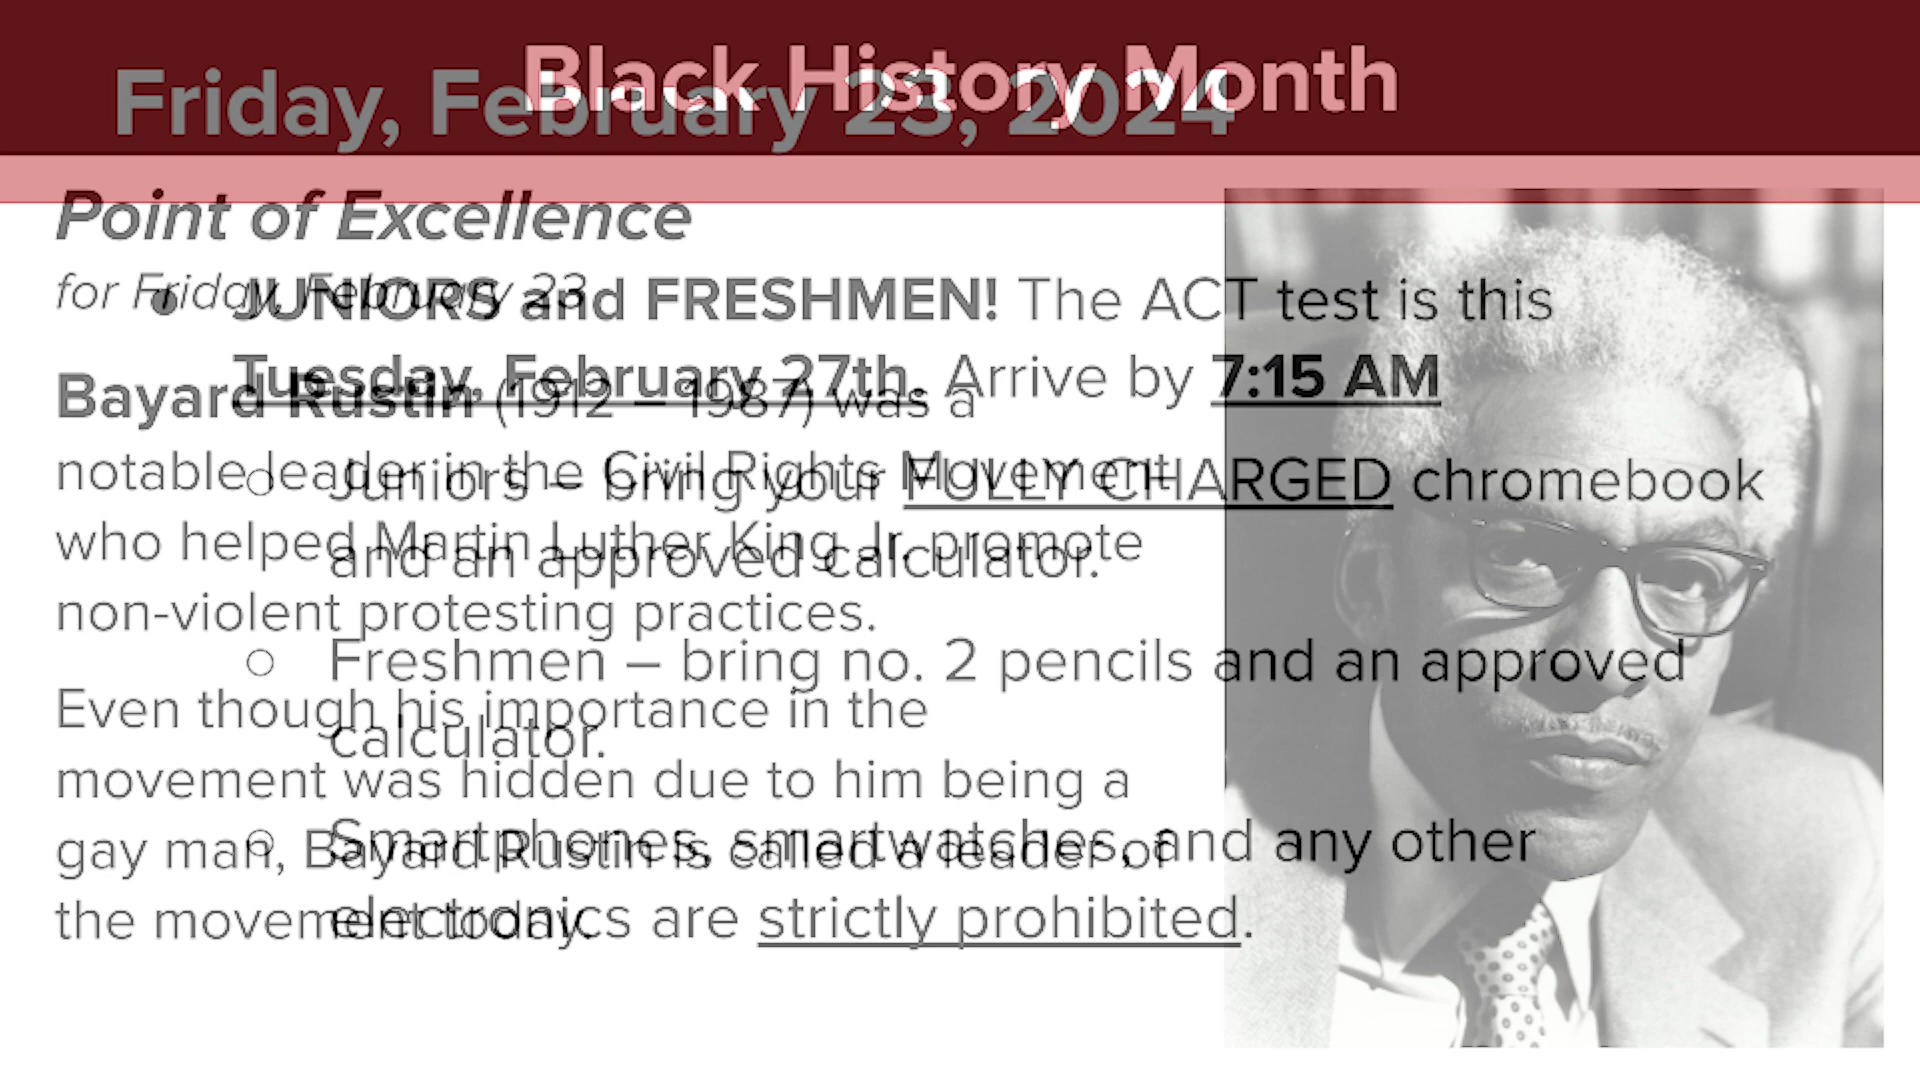 Black History Month
Point of Excellence
for Friday, February 23
Bayard Rustin (1912 – 1987) was a
notable leader in the Civil Rights Movement
who helped Martin Luther King Jr. promote
non-violent protesting practices.
Even though his importance in the
movement was hidden due to him being a
gay man, Bayard Rustin is called a leader of
the movement today.
Friday, February 23, 2024
• JUNIORS and FRESHMEN! The ACT test is this
Tuesday, February 27th. Arrive by 7:15 AM
○ Juniors – bring your FULLY CHARGED chromebook
and an approved calculator.
○ Freshmen – bring no. 2 pencils and an approved
calculator.
○ Smartphones, smartwatches, and any other
electronics are strictly prohibited.